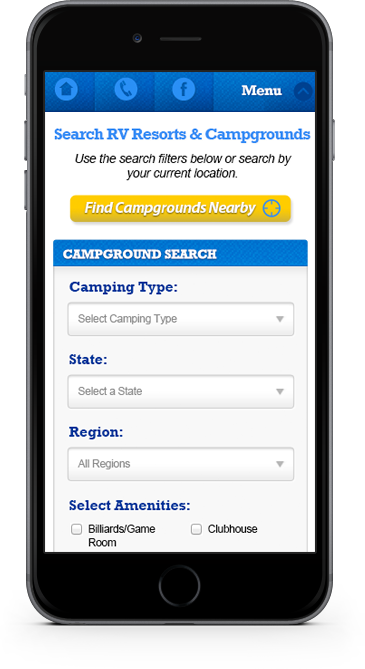 Menu
Search RV Resorts & Campgrounds
Use the search filters below or search by
your current location.
Find Campgrounds Nearby
CAMPGROUND SEARCH
Camping Type:
Select Camping Type
State:
Select a State
Region:
All Regions
Select Amenities:
Billiards/Game Clubhouse
Room